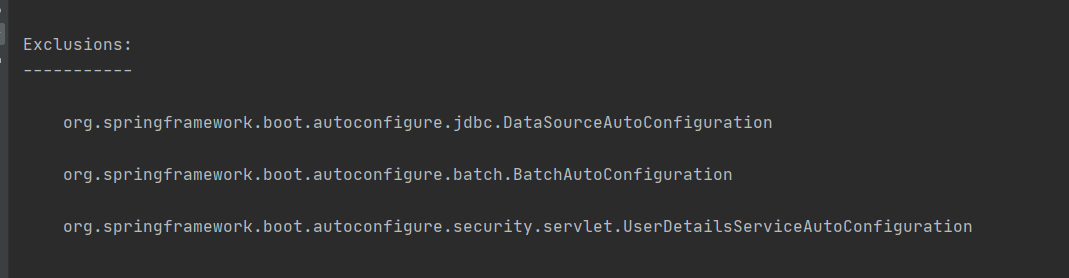 Exclusions:
-----------
org.springframework.boot.autoconfigure.jdbc.DataSourceAutoConfiguration
org.springframework.boot.autoconfigure.batch.BatchAutoConfiguration
org.springframework.boot.autoconfigure.security.servlet.UserDetailsServiceAutoConfiguration